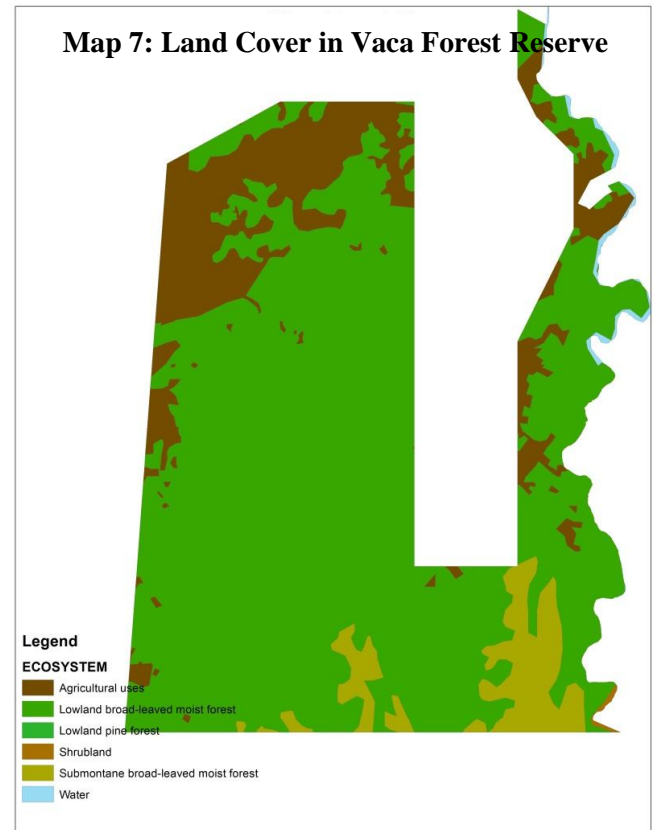 Map 7: Land Cover in Vaca Forest Reserve
Legend
ECOSYSTEM
Agricultural uses
Lowland broad-leaved moist forest
Lowland pine forest
Shrubland
Submontane broad-leaved moist forest
Water